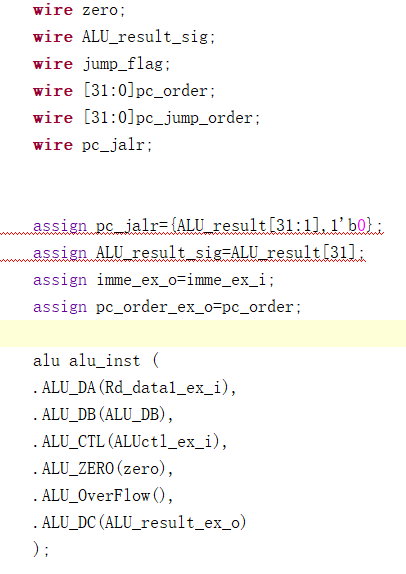 wire zero;
wire ALU_result_sig;
wire jump_flag;
wire [31:0]pc_order;
wire [31:0]pc_jump_order;
wire pc_jalr;
assign pc_jalr={ALU_result[31:1],1'b0};
assign ALU_result_sig=ALU_result[31];
assign imme_ex_o=imme_ex_i;
assign pc_order_ex_o=pc_order;
alu alu_inst (
.ALU_DA(Rd_data1_ex_i),
.ALU_DB(ALU_DB),
.ALU_CTL(ALUctl_ex_i),
.ALU_ZERO(zero),
.ALU_OverFlow(),
.ALU_DC(ALU_result_ex_o)
);